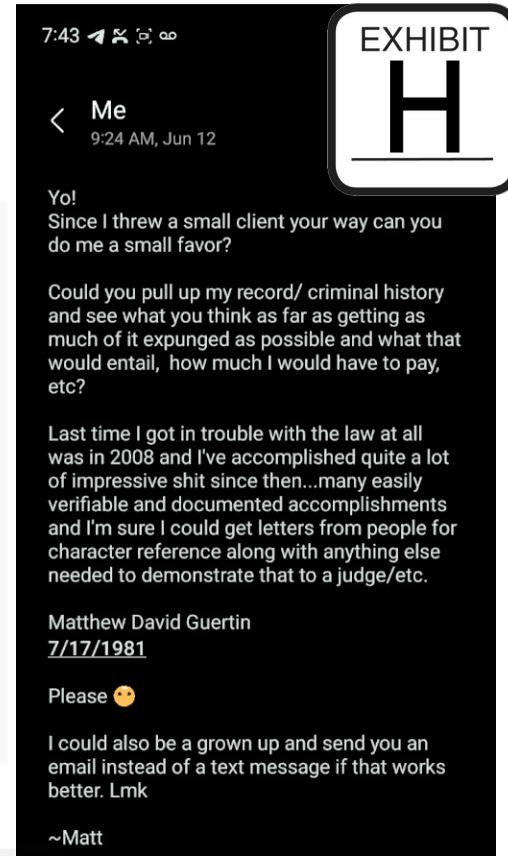 7:43
EXHIBIT
H
Me
9:24 AM, Jun 12
Yo!
Since I threw a small client your way can you
do me a small favor?
Could you pull up my record/ criminal history
and see what you think as far as getting as
much of it expunged as possible and what that
would entail,  how much I would have to pay,
etc?
Last time I got in trouble with the law at all
was in 2008 and I've accomplished quite a lot
of impressive shit since then...many easily
verifiable and documented accomplishments
and I'm sure I could get letters from people for
character reference along with anything else
needed to demonstrate that to a judge/etc.
Matthew David Guertin
7/17/1981
Please 😶
I could also be a grown up and send you an
email instead of a text message if that works
better. Lmk
~Matt